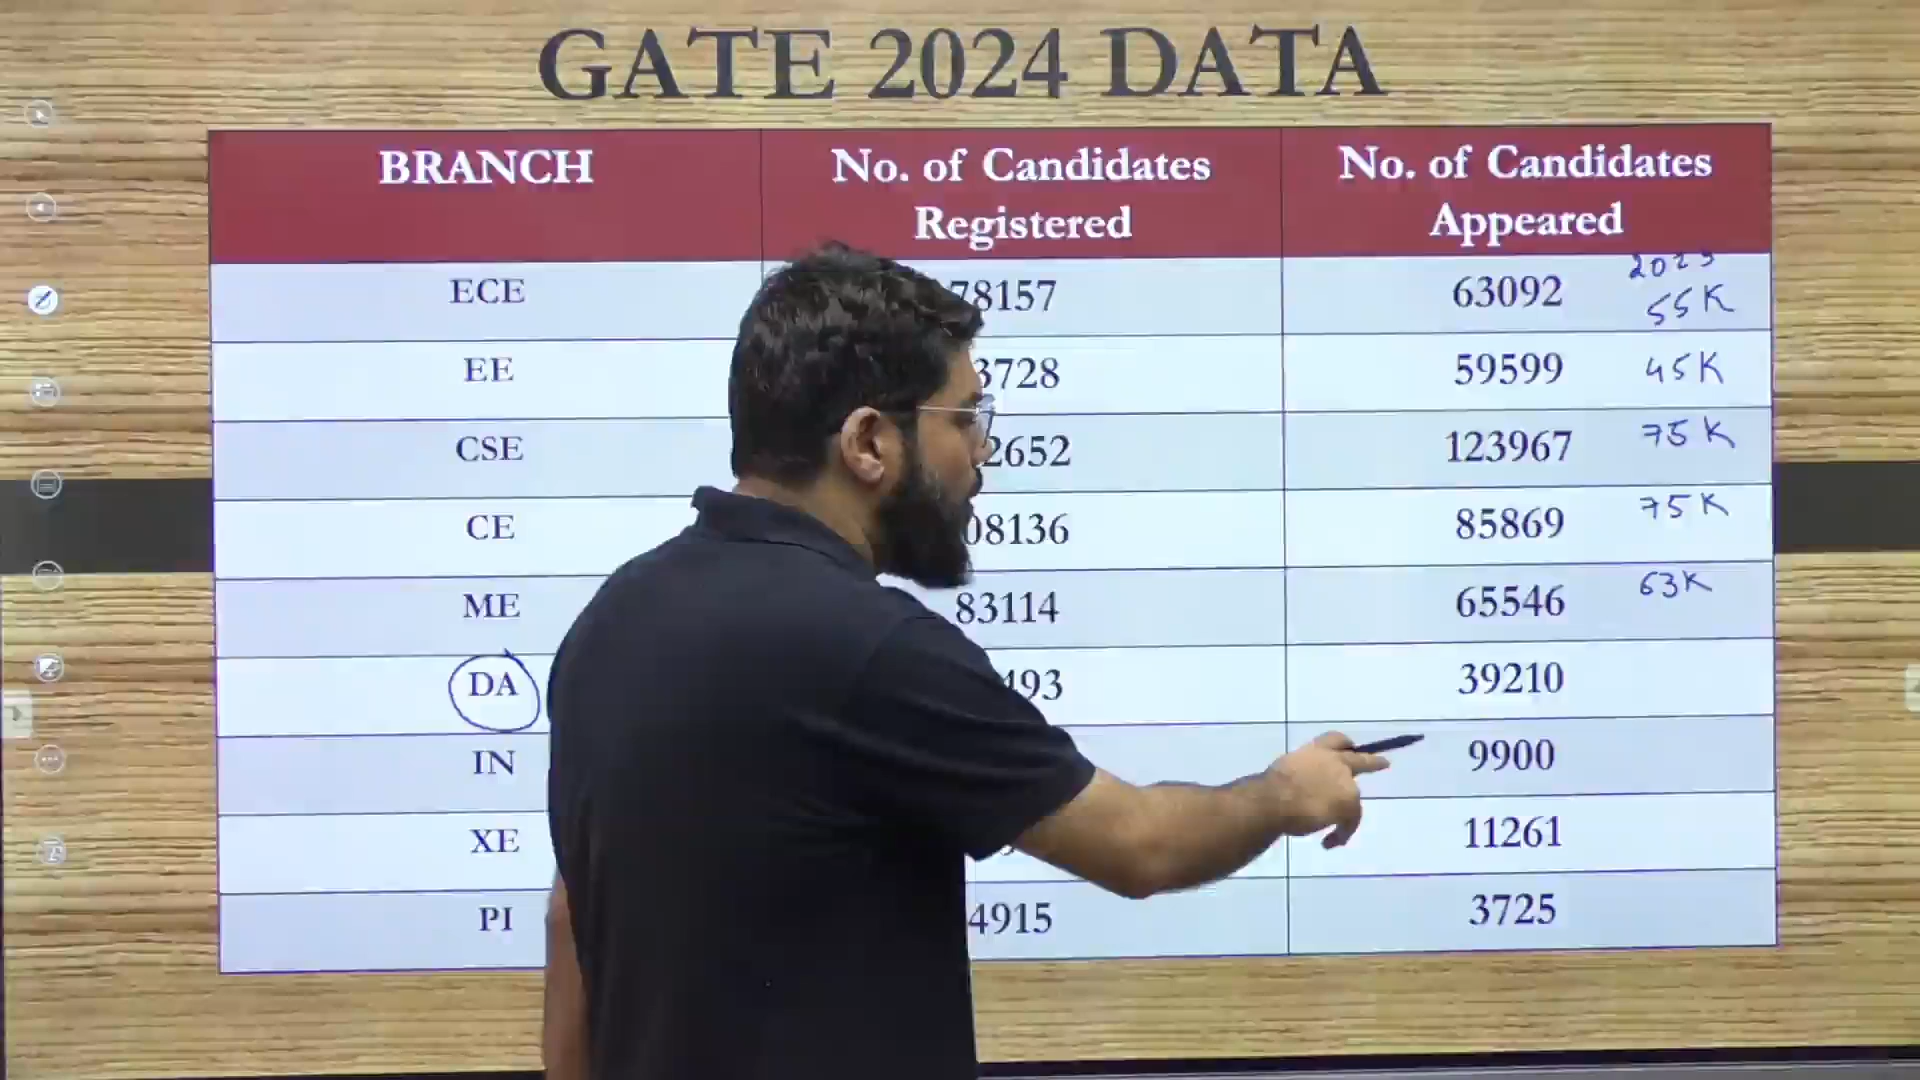 GATE 2024 DATA
BRANCH No. of Candidates Registered No. of Candidates Appeared
ECE 78157 63092 2023 55K
EE 3728 59599 45K
CSE 2652 123967 75K
CE 08136 85869 75K
ME 83114 65546 63K
DA 493 39210
IN 9900
XE 11261
PI 4915 3725